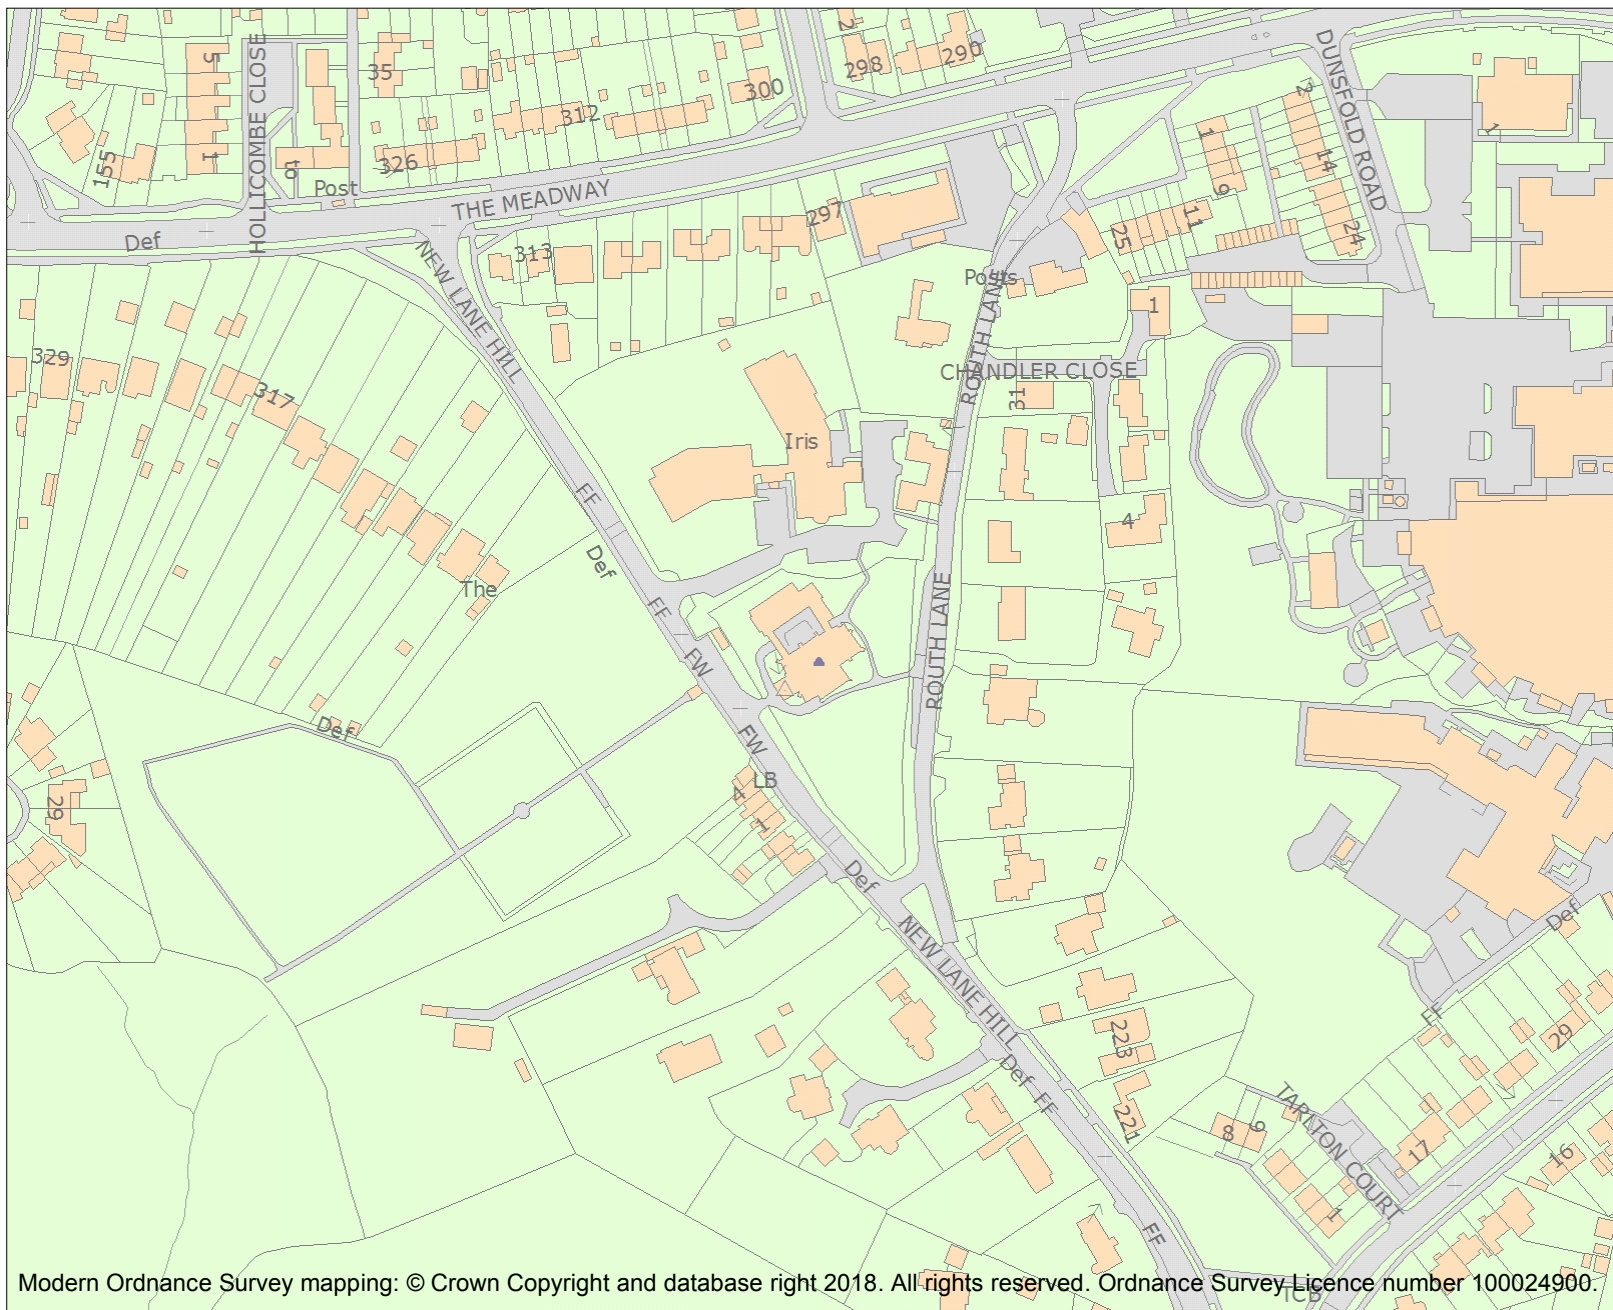 2
298
290
5
35
HOLLICOMBE CLOSE
DUNSFOLD ROAD
300
312
2
1
1
155
1
6
326
14
Post
9
THE MEADWAY
297
11
25
24
Def
NEW LANE HILL
313
Posts
ROUTH LANE
1
329
317
CHANDLER CLOSE
31
Iris
FF
4
Def
The
FF
ROUTH LANE
FW
Def
FW
LB
29
4
1
Def
NEW LANE HILL
Def
FF
29
223
Def
FF
221
TARLTON COURT
8
9
17
16
1
FF
Modern Ordnance Survey mapping: © Crown Copyright and database right 2018. All rights reserved. Ordnance Survey Licence number 100024900.
TCB